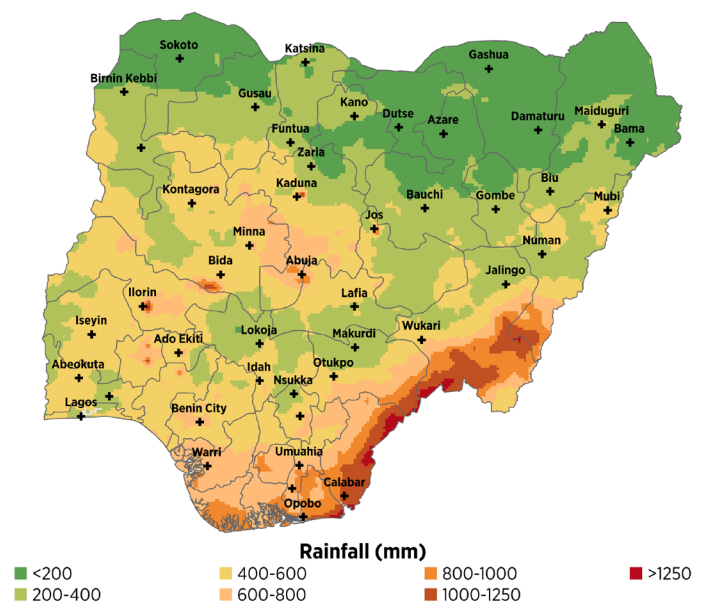 Sokoto
Katsina
Gashua
Birnin Kebbi
Gusau
Kano
Dutse
Azare
Damaturu
Maiduguri
Bama
Funtua
Zaria
Kaduna
Kontagora
Bauchi
Gombe
Biu
Mubi
Jos
Minna
Numan
Bida
Abuja
Jalingo
Ilorin
Lafia
Iseyin
Ado Ekiti
Lokoja
Makurdi
Wukari
Abeokuta
Idah
Otukpo
Nsukka
Lagos
Benin City
Warri
Umuahia
Calabar
Opobo
Rainfall (mm)
<200
400-600
800-1000
>1250
200-400
600-800
1000-1250